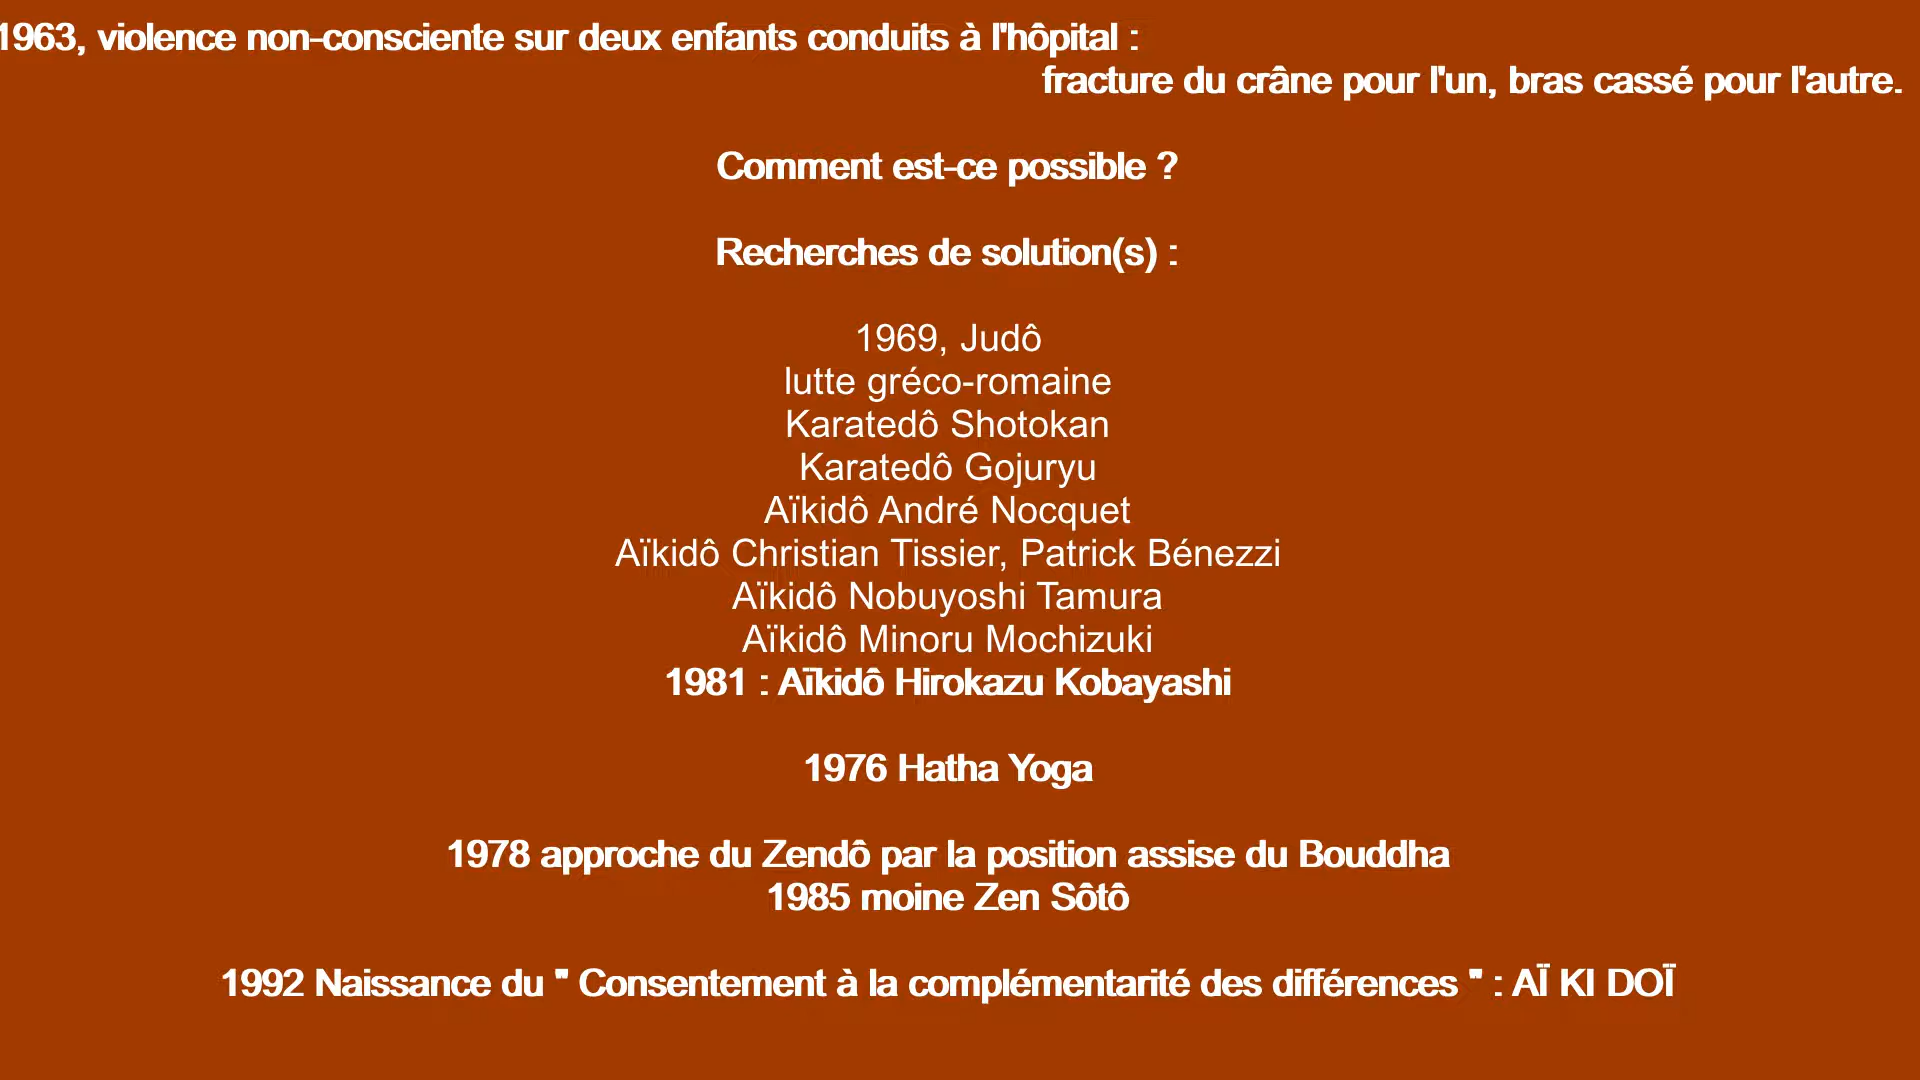 1963, violence non-consciente sur deux enfants conduits à l'hôpital :
fracture du crâne pour l'un, bras cassé pour l'autre.
Comment est-ce possible ?
Recherches de solution(s) :
1969, Judô
lutte gréco-romaine
Karatedô Shotokan
Karatedô Gojuryu
Aïkidô André Nocquet
Aïkidô Christian Tissier, Patrick Bénezzi
Aïkidô Nobuyoshi Tamura
Aïkidô Minoru Mochizuki
1981 : Aïkidô Hirokazu Kobayashi
1976 Hatha Yoga
1978 approche du Zendô par la position assise du Bouddha
1985 moine Zen Sôtô
1992 Naissance du " Consentement à la complémentarité des différences " : AÏ KI DOÏ